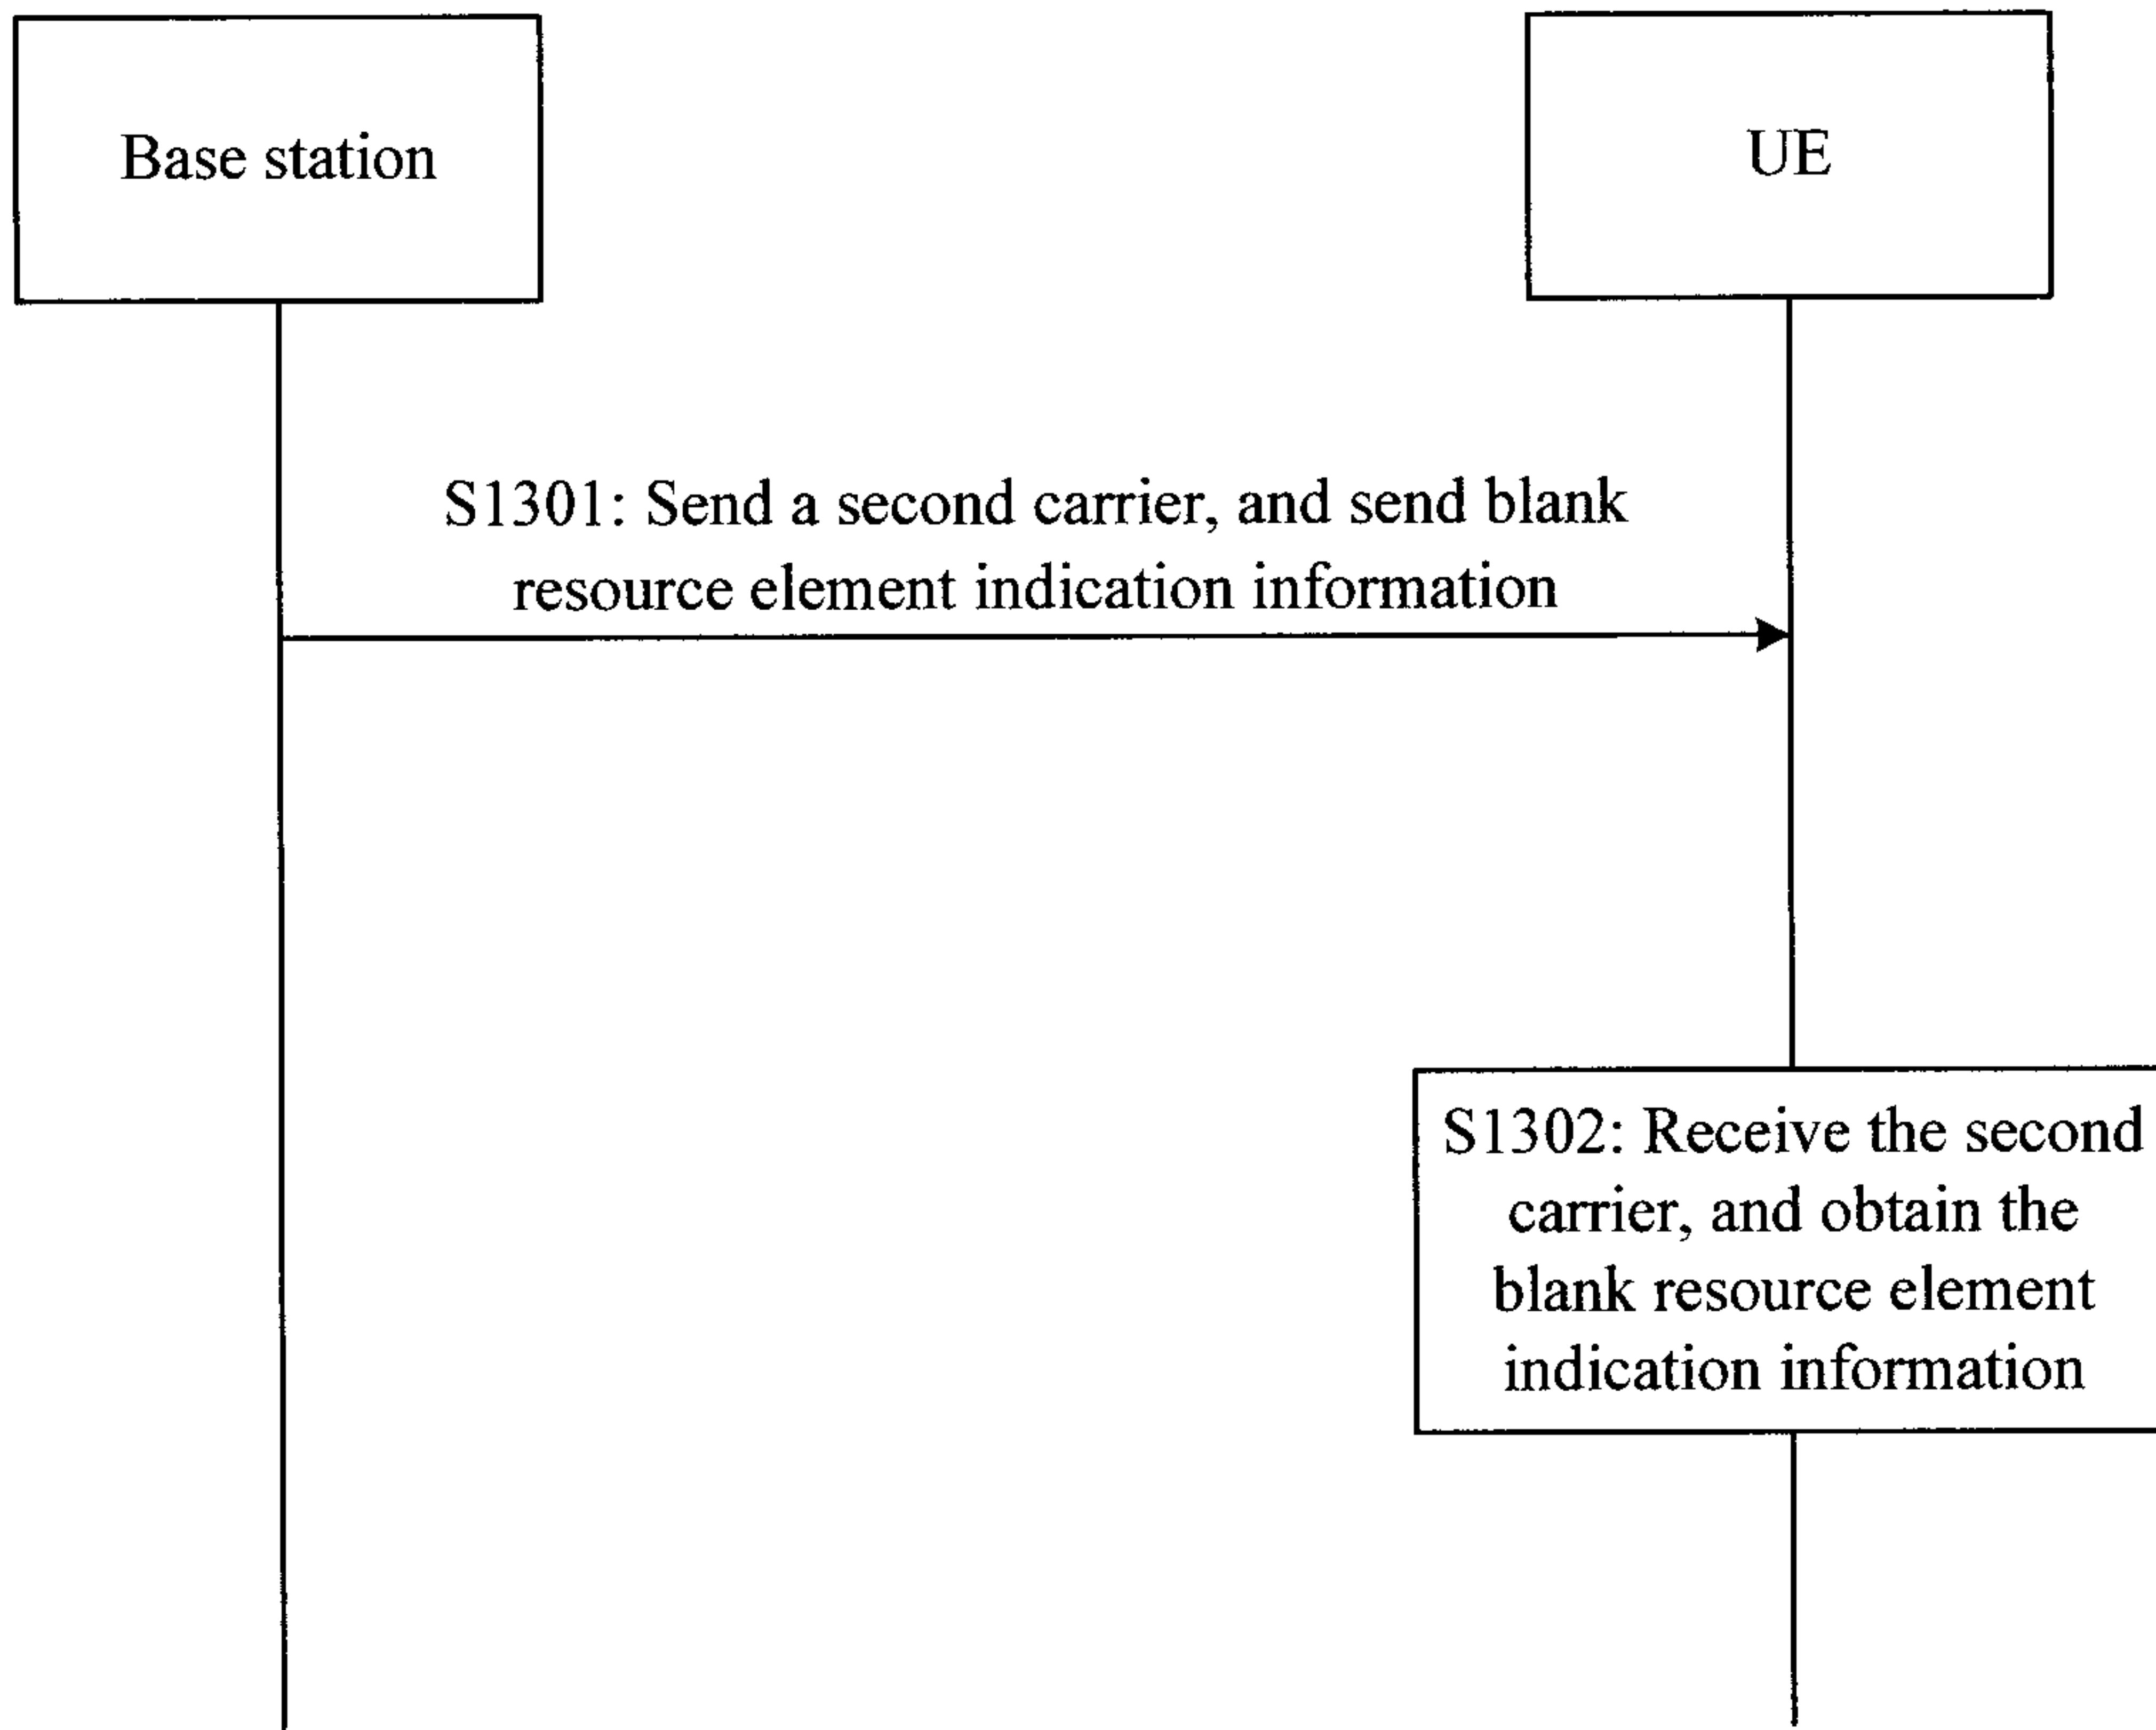 Base station
UE
S1301: Send a second carrier, and send blank
resource element indication information
S1302: Receive the second
carrier, and obtain the
blank resource element
indication information